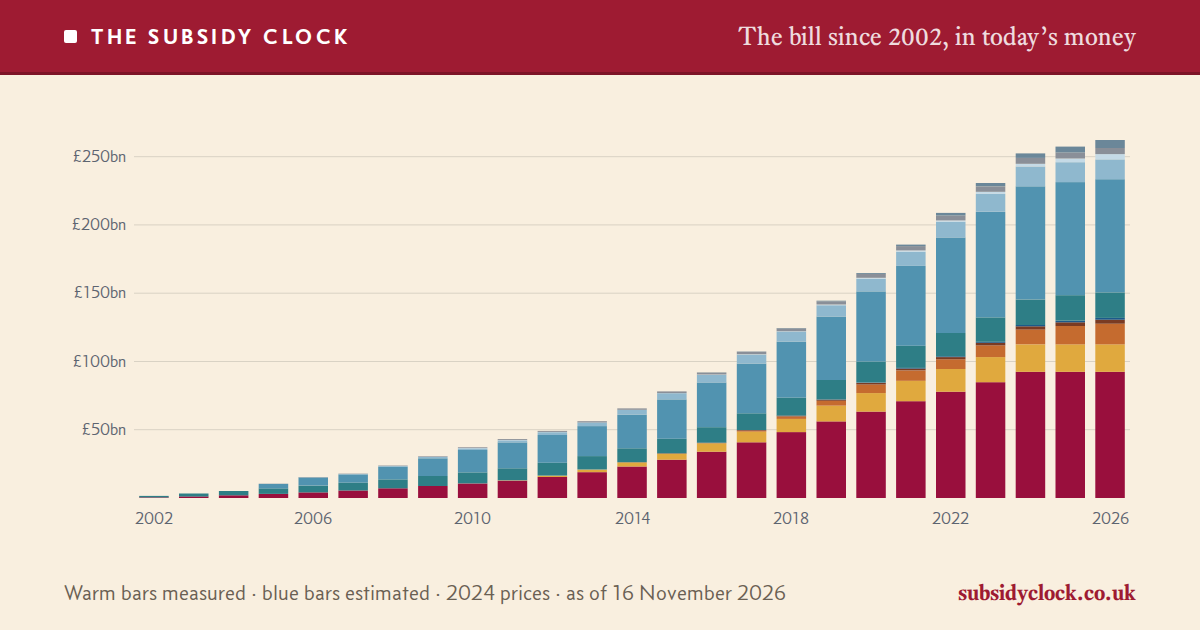 THE SUBSIDY CLOCK
The bill since 2002, in today’s money
£250bn
£200bn
£150bn
£100bn
£50bn
2002 2006 2010 2014 2018 2022 2026
Warm bars measured · blue bars estimated · 2024 prices · as of 16 November 2026
subsidyclock.co.uk